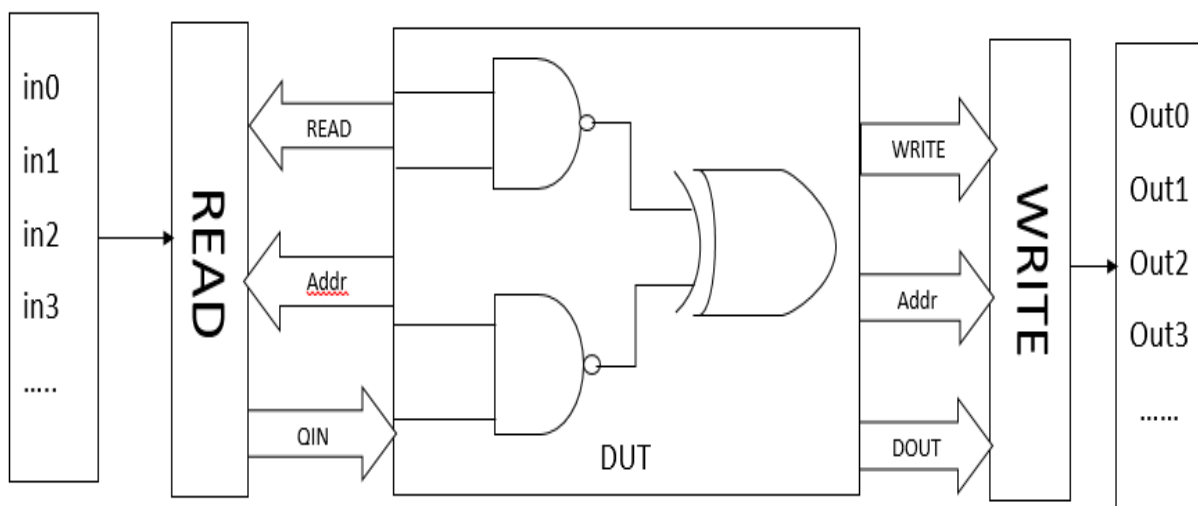 in0
in1
in2
in3
.....
READ
READ
Addr
QIN
DUT
WRITE
Addr
DOUT
WRITE
Out0
Out1
Out2
Out3
......